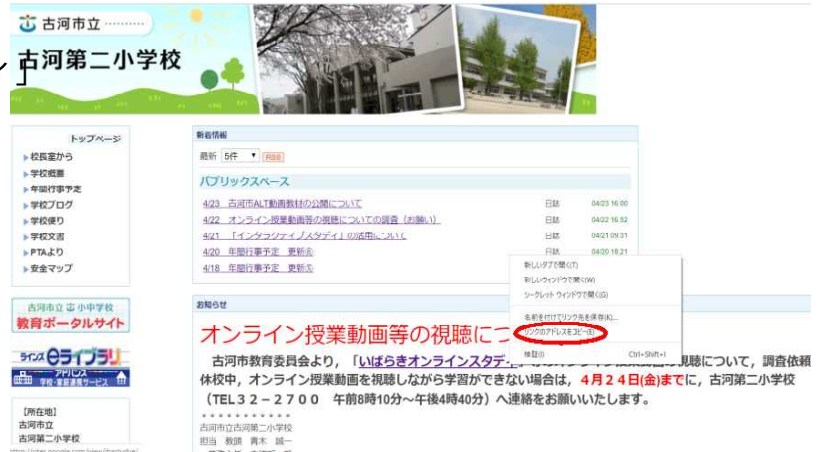 古河市立
古河第二小学校
トップページ
校長室から
学校概要
年間行事予定
学校ブログ
学校便り
学校文書
PTAより
安全マップ
古河市立 小中学校
教育ポータルサイト
学校・家庭連携サービス
【所在地】
古河市立
古河第二小学校
新着情報
最新 5件 RSS
パブリックスペース
4/23 古河市ALT動画教材の公開について 日誌 04/23 16:00
4/22 オンライン授業動画等の視聴についての調査(お願い) 日誌 04/22 16:52
4/21 「インタラクティブスタディ」の活用について 日誌 04/21 09:31
4/20 年間行事予定 更新⑥ 日誌 04/20 18:21
4/18 年間行事予定 更新⑤
新しいタブで開く(T)
新しいウィンドウで開く(W)
シークレット ウィンドウで開く(G)
名前を付けてリンク先を保存(K)...
リンクのアドレスをコピー(E)
検証(I) Ctrl+Shift+I
お知らせ
オンライン授業動画等の視聴につ
古河市教育委員会より,「いばらきオンラインスタディ 視聴について,調査依頼
休校中,オンライン授業動画を視聴しながら学習ができない場合は,4月24日(金)までに,古河第二小学校
(TEL32-2700 午前8時10分~午後4時40分)へ連絡をお願いいたします。
***********
古河市立古河第二小学校
担当 教頭 青木 誠一